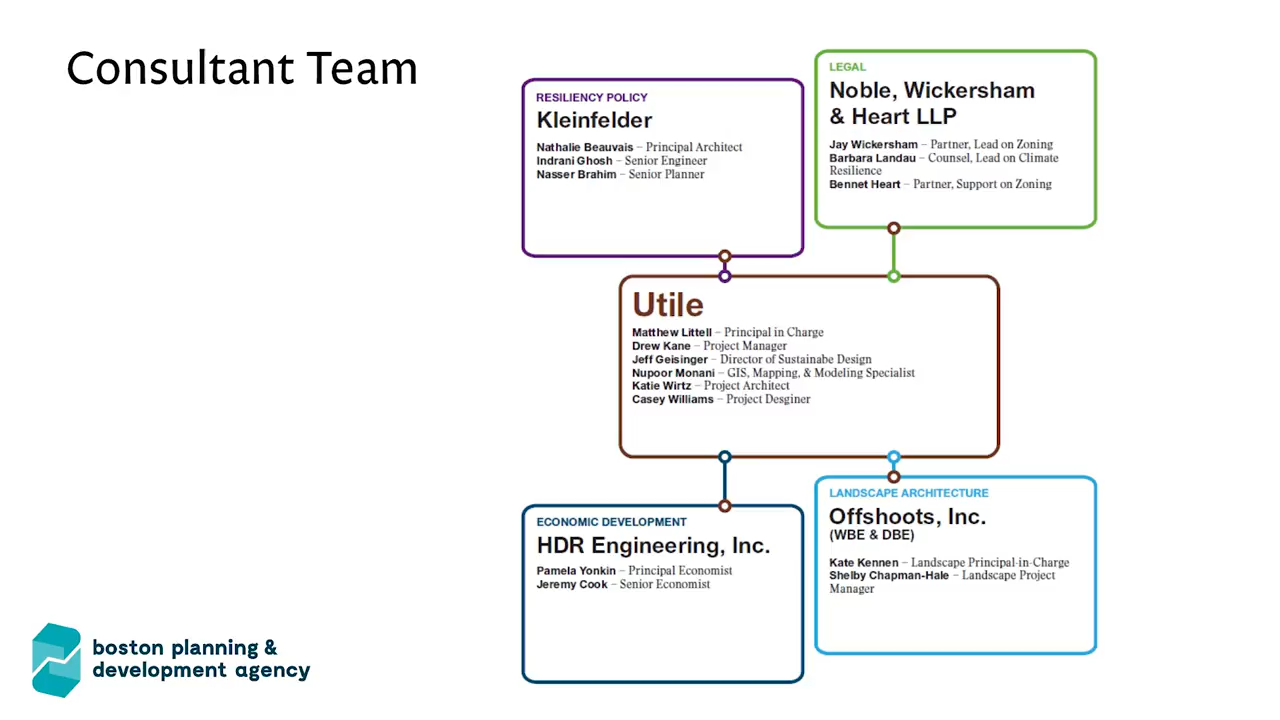 Consultant Team
RESILIENCY POLICY
Kleinfelder
Nathalie Beauvais – Principal Architect
Indrani Ghosh – Senior Engineer
Nasser Brahim – Senior Planner
LEGAL
Noble, Wickersham
& Heart LLP
Jay Wickersham – Partner, Lead on Zoning
Barbara Landau – Counsel, Lead on Climate
Resilience
Bennet Heart – Partner, Support on Zoning
Utile
Matthew Littell – Principal in Charge
Drew Kane – Project Manager
Jeff Geisinger – Director of Sustainabe Design
Nupoor Monani – GIS, Mapping, & Modeling Specialist
Katie Wirtz – Project Architect
Casey Williams – Project Desginer
ECONOMIC DEVELOPMENT
HDR Engineering, Inc.
Pamela Yonkin – Principal Economist
Jeremy Cook – Senior Economist
LANDSCAPE ARCHITECTURE
Offshoots, Inc.
(WBE & DBE)
Kate Kennen – Landscape Principal-in-Charge
Shelby Chapman-Hale – Landscape Project
Manager
boston planning &
development agency